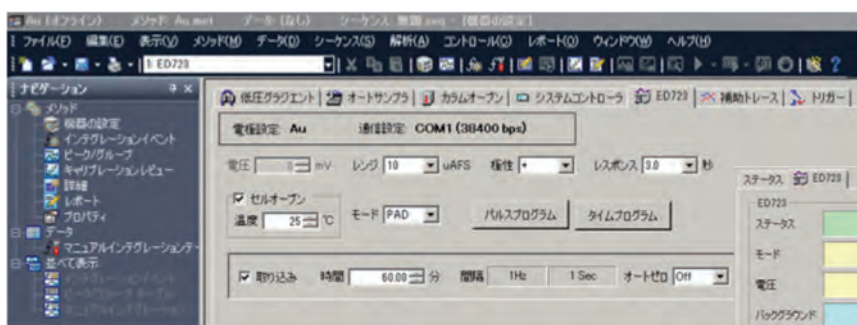 Au (オフライン) メソッド: Au.met データ: (なし) シーケンス: 無題.seq - [機器の設定]
ファイル(F) 編集(E) 表示(V) メソッド(M) データ(D) シーケンス(S) 解析(A) コントロール(C) レポート(O) ウィンドウ(W) ヘルプ(H)
1: ED723
ナビゲーション
低圧グラジエント オートサンプラ カラムオーブン システムコントローラ ED723 補助トレース トリガー
メソッド
機器の設定
インテグレーションイベント
ピーク/グループ
キャリブレーションレビュー
詳細
レポート
プロパティ
データ
マニュアルインテグレーションテ
並べて表示
電極設定: Au 通信設定: COM1 (38400 bps)
電圧 0 mV レンジ 10 uAFS 極性 + レスポンス 3.0 秒
セルオーブン
温度 25 ℃ モード PAD パルスプログラム タイムプログラム
取り込み 時間 60.00 分 間隔 1Hz 1 Sec オートゼロ Off
ステータス ED723
ED723
ステータス
モード
電圧
バックグラウンド